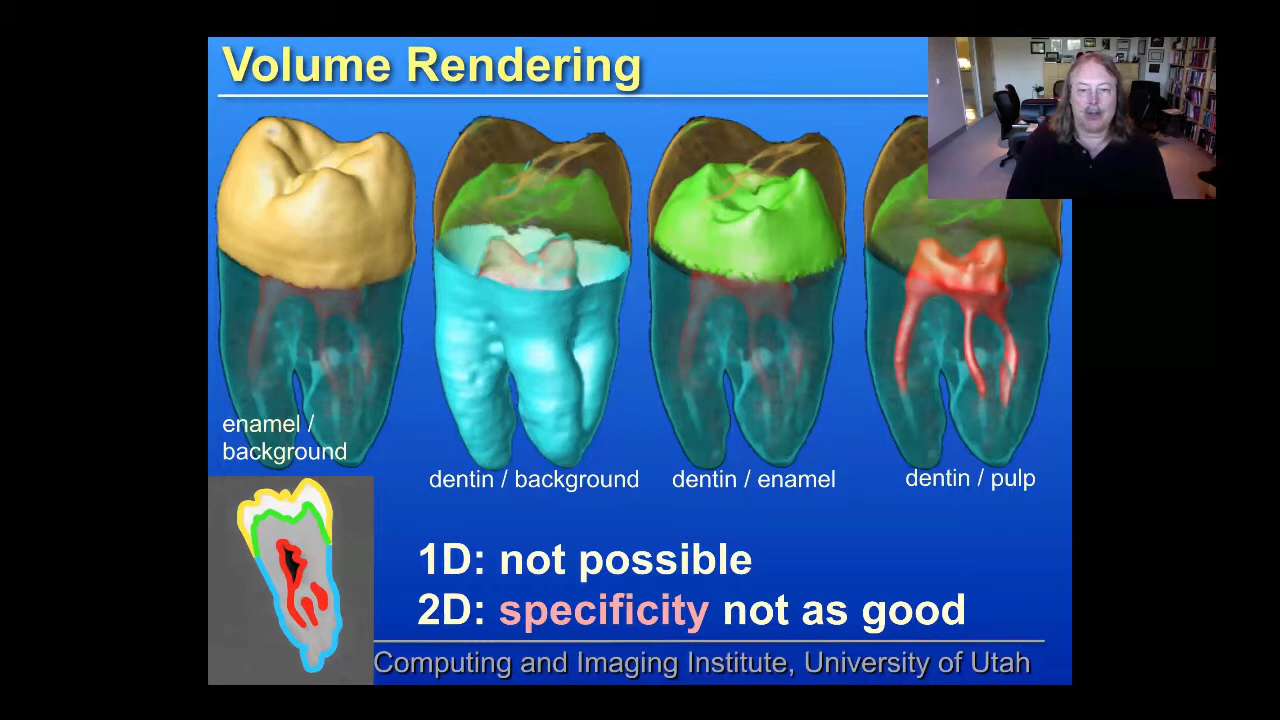 Volume Rendering
enamel /
background
dentin / background
dentin / enamel
dentin / pulp
1D: not possible
2D: specificity not as good
Computing and Imaging Institute, University of Utah